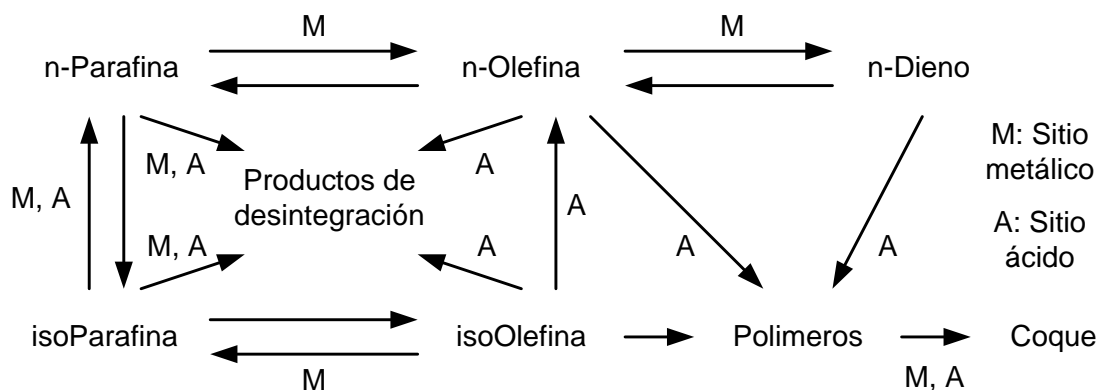 M
M
n-Parafina
n-Olefina
n-Dieno
M: Sitio
metálico
M, A
A
Productos de
desintegración
M, A
A
A: Sitio
ácido
M, A
A
A
A
isoParafina
isoOlefina
Polimeros
Coque
M
M, A